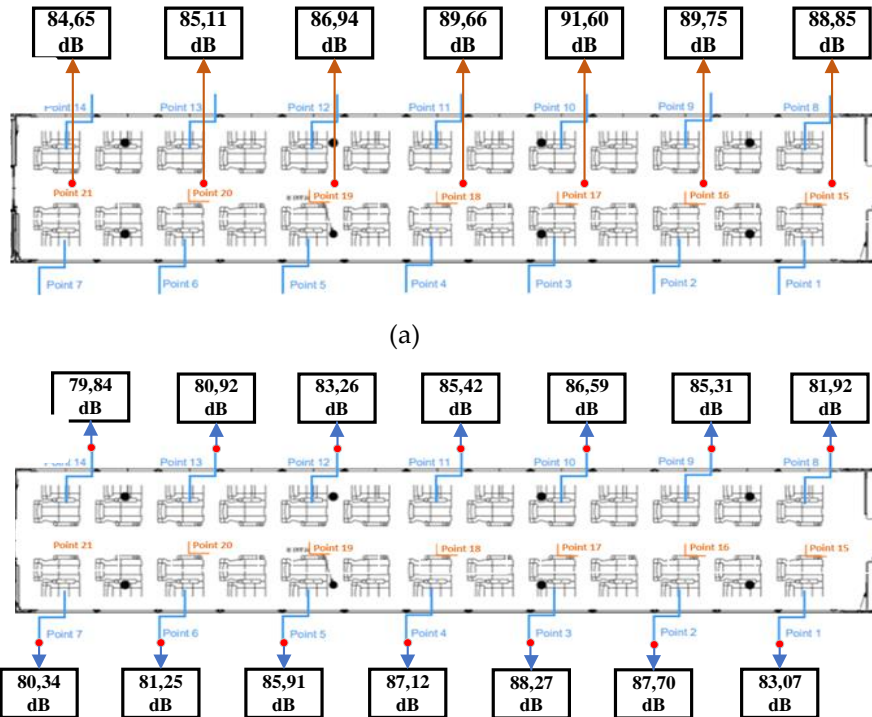 84,65 dB
85,11 dB
86,94 dB
89,66 dB
91,60 dB
89,75 dB
88,85 dB
Point 13
Point 12
Point 11
Point 10
Point 9
Point 8
Point 21
Point 20
Point 19
Point 18
Point 17
Point 16
Point 15
Point 7
Point 6
Point 5
Point 4
Point 3
Point 2
Point 1
(a)
79,84 dB
80,92 dB
83,26 dB
85,42 dB
86,59 dB
85,31 dB
81,92 dB
Point 13
Point 12
Point 11
Point 10
Point 9
Point 8
Point 21
Point 20
Point 19
Point 18
Point 17
Point 16
Point 15
Point 7
Point 6
Point 5
Point 4
Point 3
Point 2
Point 1
80,34 dB
81,25 dB
85,91 dB
87,12 dB
88,27 dB
87,70 dB
83,07 dB